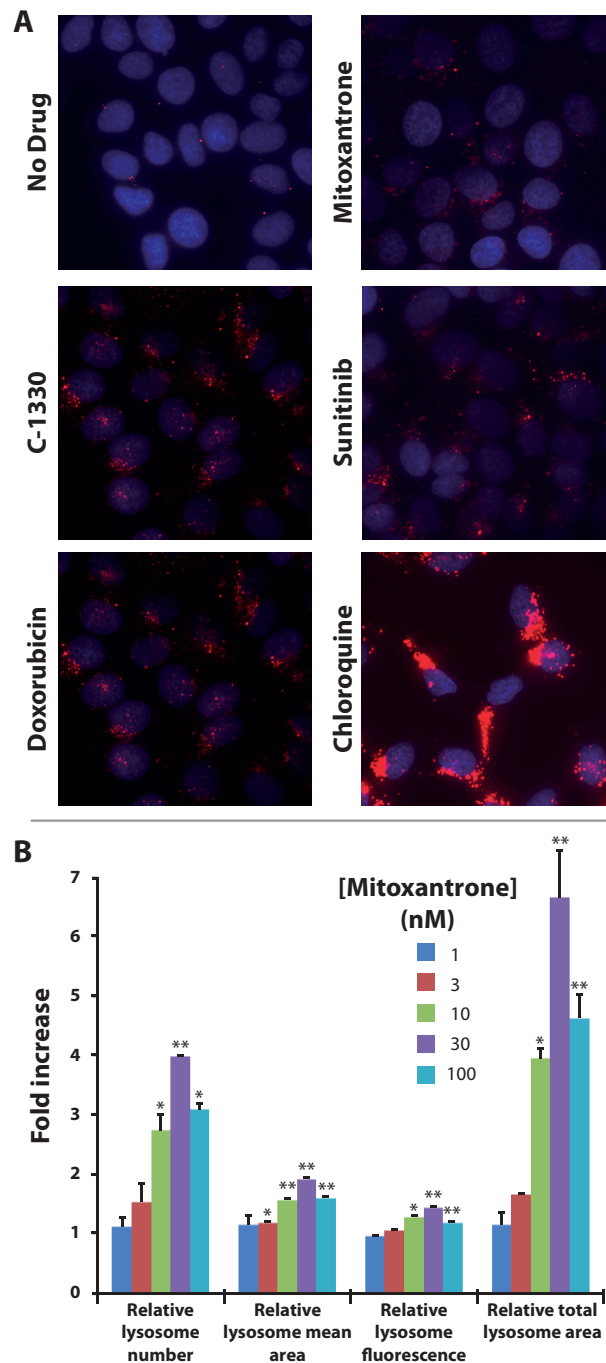 A
No Drug
Mitoxantrone
C-1330
Sunitinib
Doxorubicin
Chloroquine
B
[Mitoxantrone]
(nM)
1
3
10
30
100
Fold increase
7
6
5
4
3
2
1
0
*
**
*
*
**
**
**
*
**
**
*
**
**
Relative
lysosome
number
Relative
lysosome mean
area
Relative
lysosome
fluorescence
Relative total
lysosome area